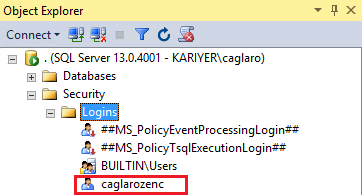 Object Explorer
Connect
. (SQL Server 13.0.4001 - KARIYER\caglaro)
Databases
Security
Logins
##MS_PolicyEventProcessingLogin##
##MS_PolicyTsqlExecutionLogin##
BUILTIN\Users
caglarozenc